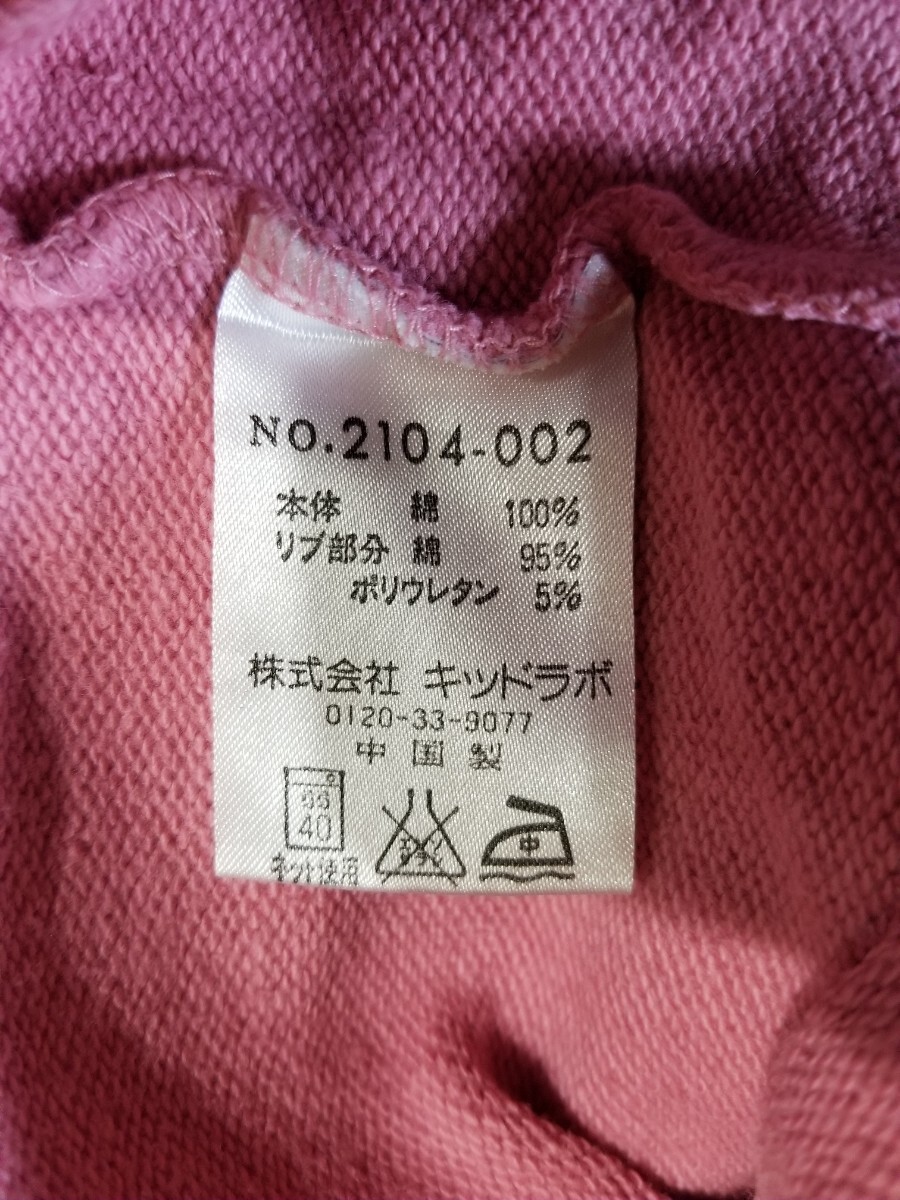 NO.2104-002
本体 綿 100%
リブ部分 綿 95%
ポリウレタン 5%
株式会社 キッドラボ
0120-33-9077
中国製
40
中
ネット使用